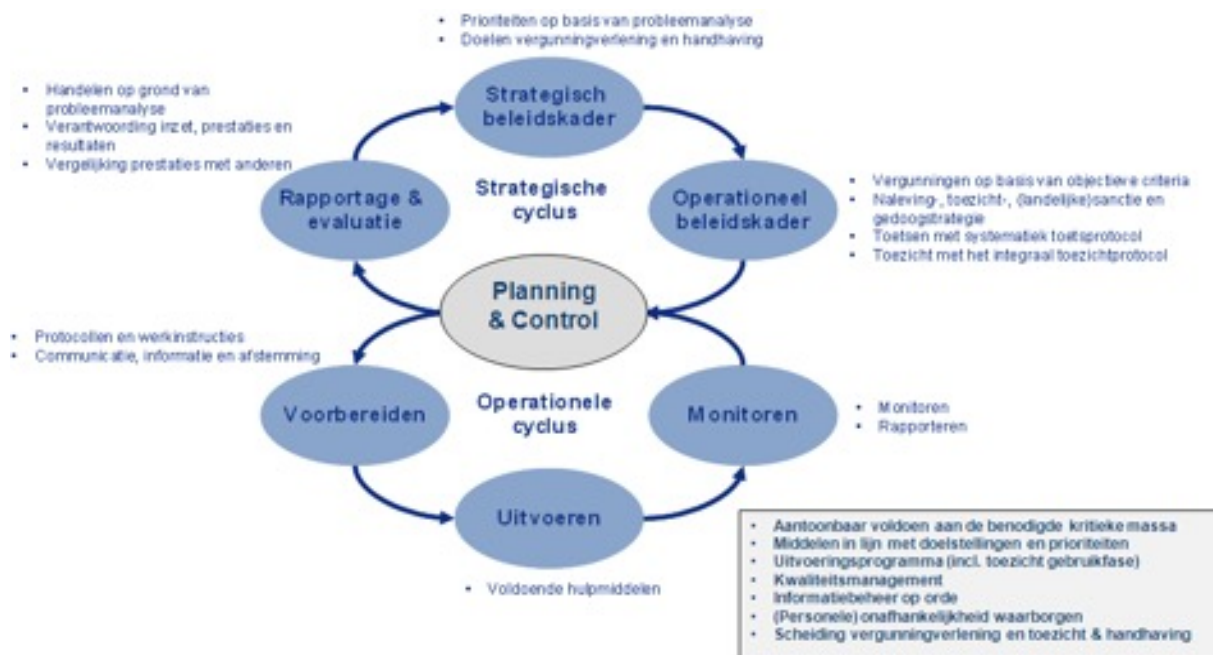 • Prioriteiten op basis van probleemanalyse
• Doelen vergunningverlening en handhaving
• Handelen op grond van
probleemanalyse
• Verantwoording inzet, prestaties en
resultaten
• Vergelijking prestaties met anderen
Strategisch
beleidskader
Rapportage &
evaluatie
Strategische
cyclus
Operationeel
beleidskader
• Vergunningen op basis van objectieve criteria
• Naleving-, toezicht-, (landelijke)sanctie en
gedoogstrategie
• Toetsen met systematiek toetsprotocol
• Toezicht met het integraal toezichtprotocol
Planning
& Control
• Protocollen en werkinstructies
• Communicatie, informatie en afstemming
Voorbereiden
Operationele
cyclus
Monitoren
• Monitoren
• Rapporteren
Uitvoeren
• Voldoende hulpmiddelen
• Aantoonbaar voldoen aan de benodigde kritieke massa
• Middelen in lijn met doelstellingen en prioriteiten
• Uitvoeringsprogramma (incl. toezicht gebruikfase)
• Kwaliteitsmanagement
• Informatiebeheer op orde
• (Personele) onafhankelijkheid waarborgen
• Scheiding vergunningverlening en toezicht & handhaving